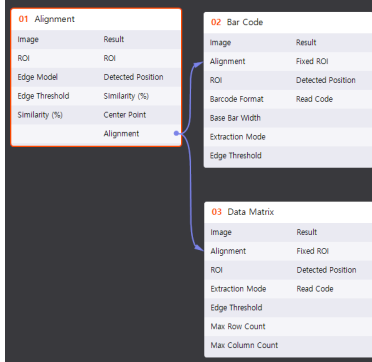 01 Alignment
Image Result
ROI ROI
Edge Model Detected Position
Edge Threshold Similarity (%)
Similarity (%) Center Point
Alignment
02 Bar Code
Image Result
Alignment Fixed ROI
ROI Detected Position
Barcode Format Read Code
Base Bar Width
Extraction Mode
Edge Threshold
03 Data Matrix
Image Result
Alignment Fixed ROI
ROI Detected Position
Extraction Mode Read Code
Edge Threshold
Max Row Count
Max Column Count